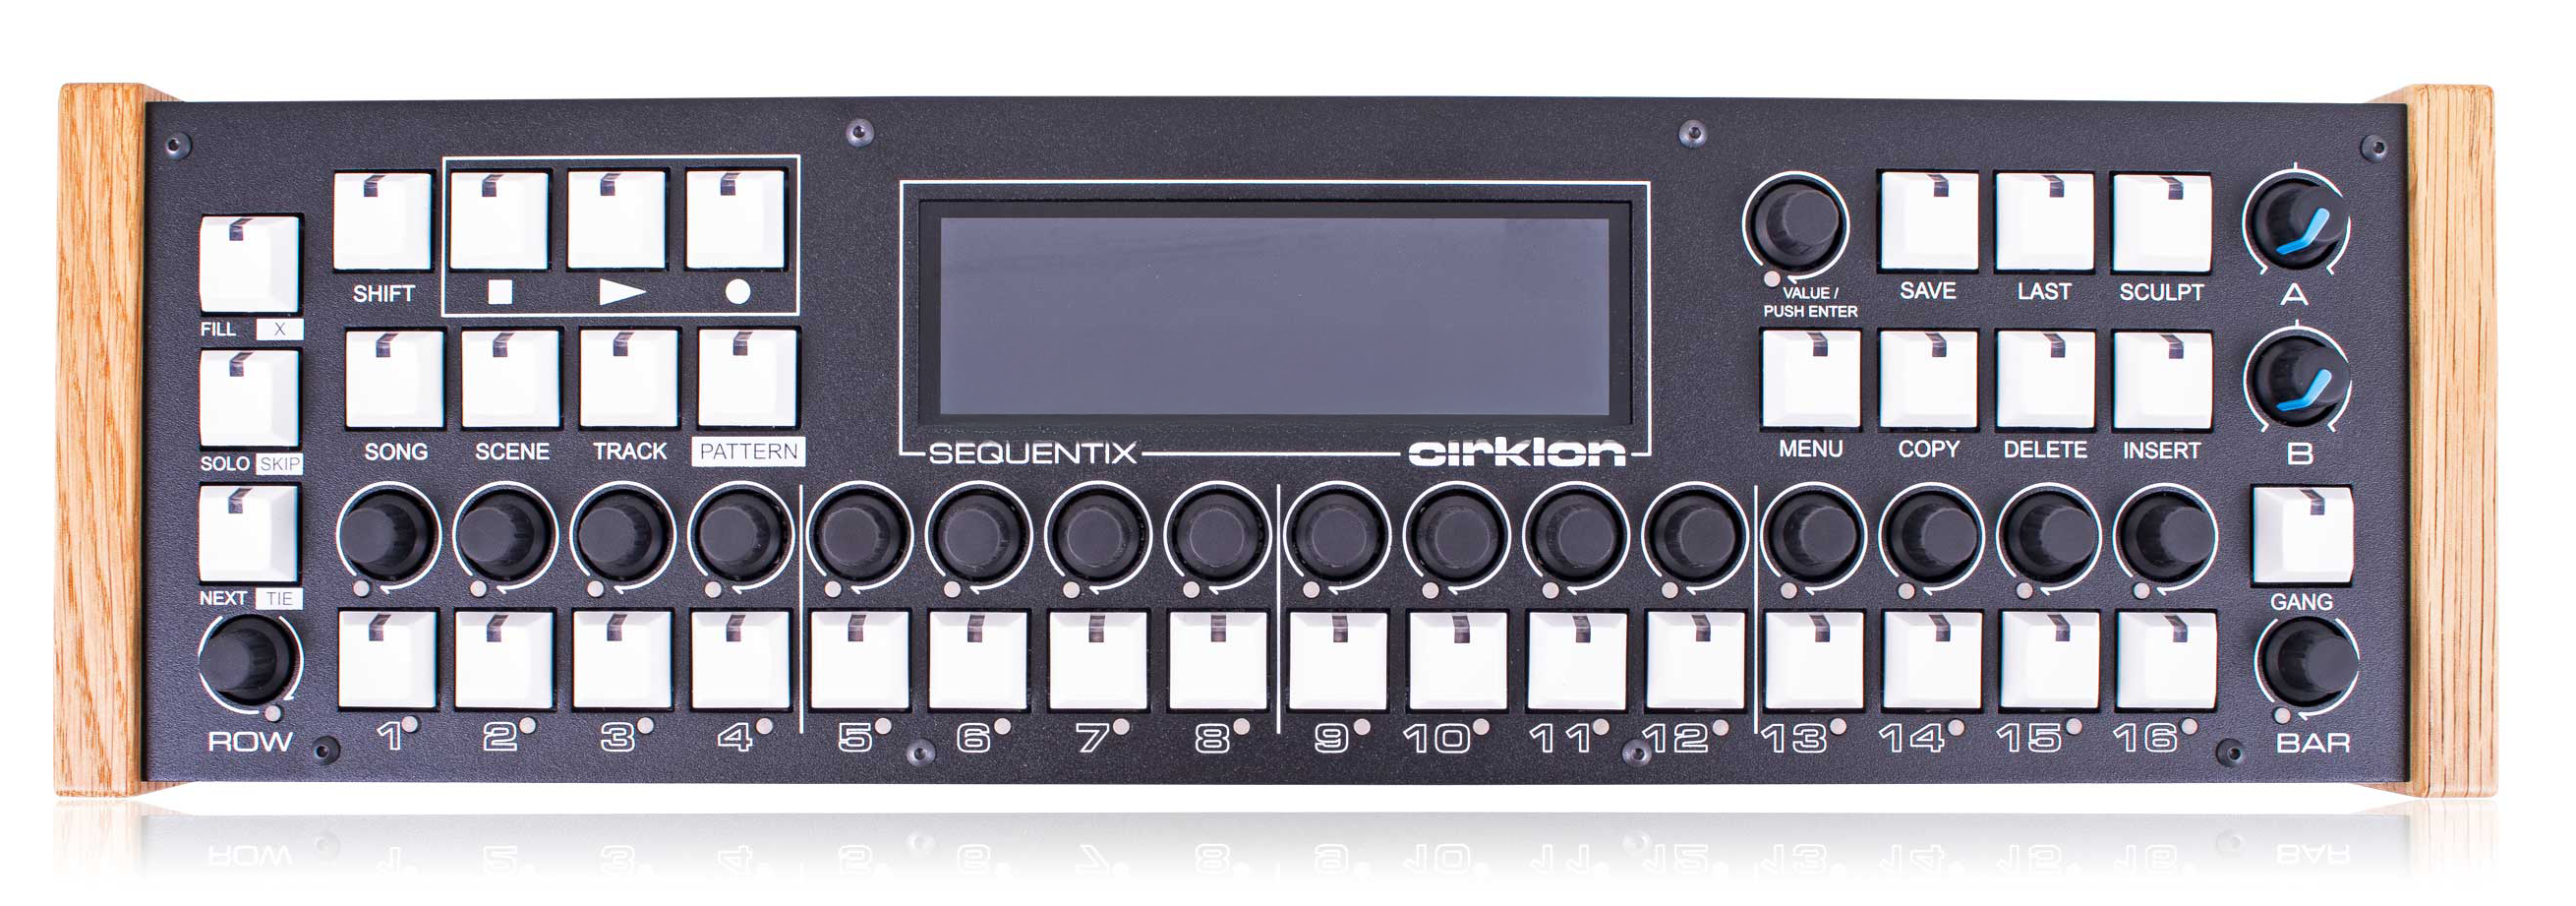 SHIFT
FILL X
SOLO SKIP
NEXT TIE
SONG SCENE TRACK PATTERN
SEQUENTIX cirklon
VALUE /
PUSH ENTER
SAVE LAST SCULPT A
MENU COPY DELETE INSERT B
GANG
ROW 1 2 3 4 5 6 7 8 9 10 11 12 13 14 15 16 BAR